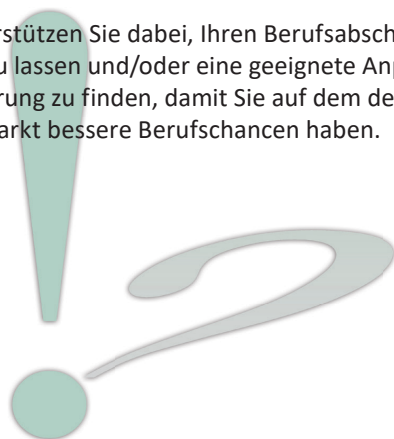 rstützen Sie dabei, Ihren Berufsabsch
u lassen und/oder eine geeignete Anp
rung zu finden, damit Sie auf dem de
arkt bessere Berufschancen haben.